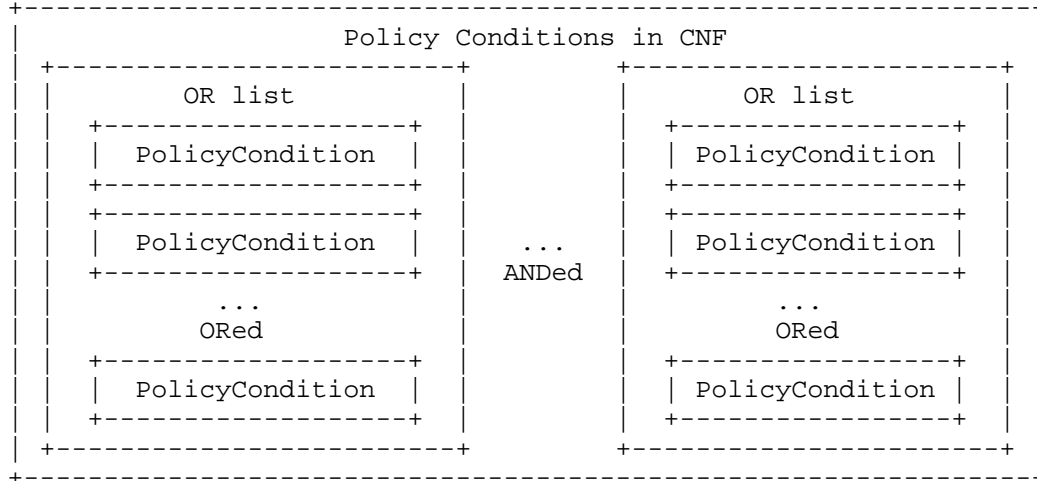 Policy Conditions in CNF
OR list OR list
PolicyCondition PolicyCondition
PolicyCondition ... PolicyCondition
ANDed
... ...
ORed ORed
PolicyCondition PolicyCondition